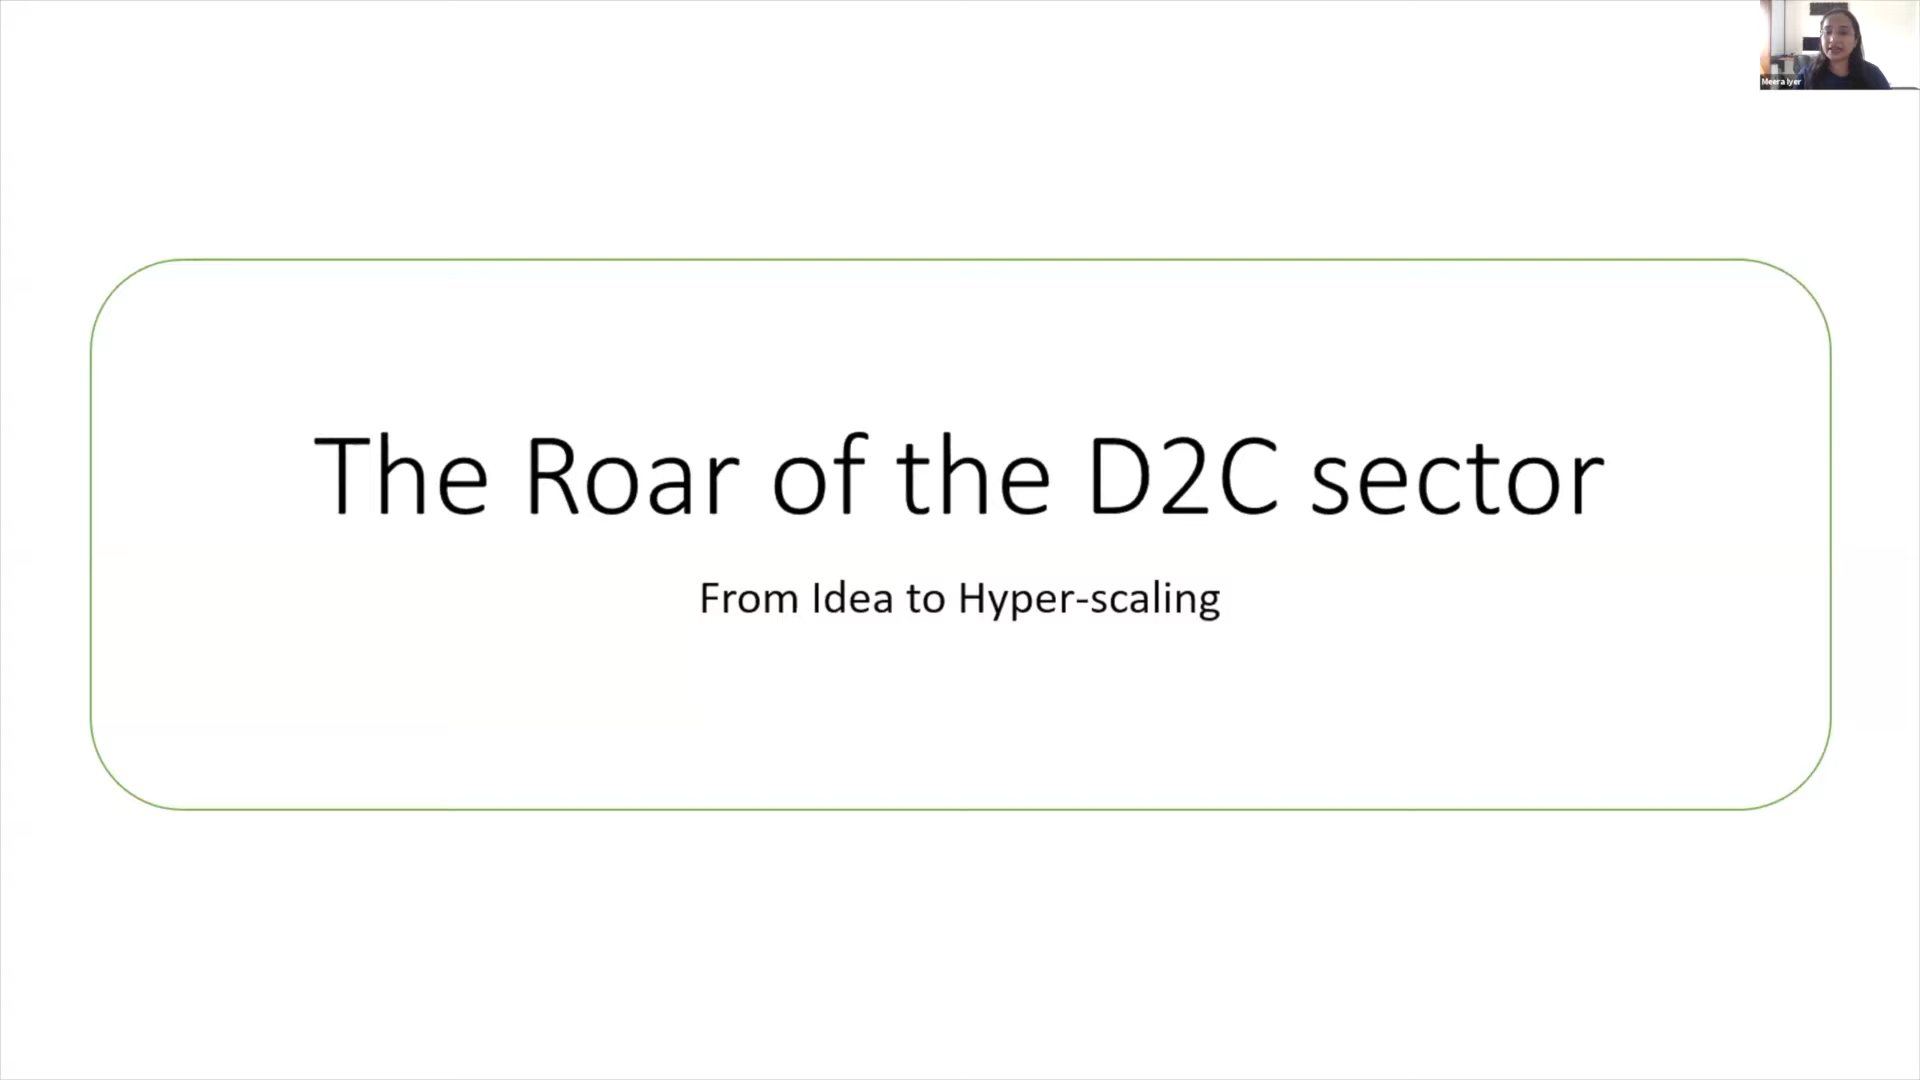 Meera Iyer
The Roar of the D2C sector
From Idea to Hyper-scaling